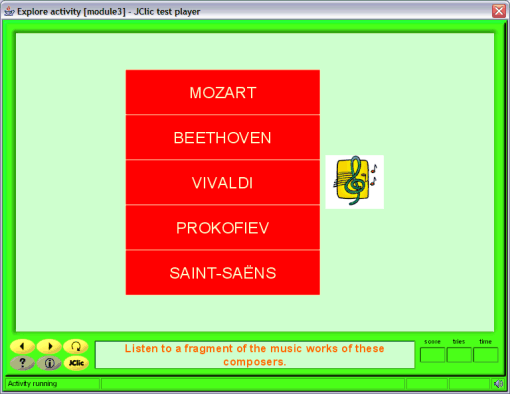 Explore activity [module3] - JClic test player
MOZART
BEETHOVEN
VIVALDI
PROKOFIEV
SAINT-SAËNS
score tries time
? JClic
Listen to a fragment of the music works of these
composers.
Activity running